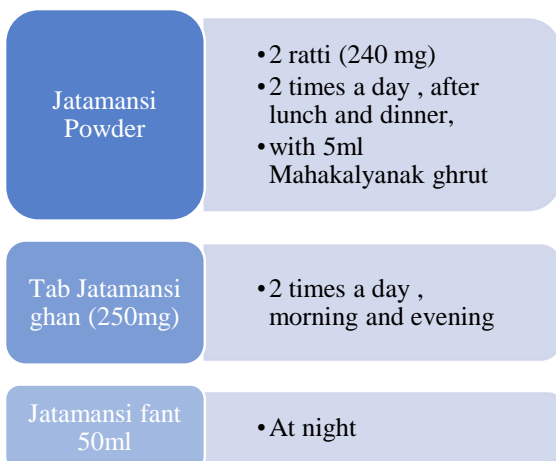 Jatamansi
Powder
•2 ratti (240 mg)
•2 times a day , after
lunch and dinner,
•with 5ml
Mahakalyanak ghrut
Tab Jatamansi
ghan (250mg)
•2 times a day ,
morning and evening
Jatamansi fant
50ml
•At night